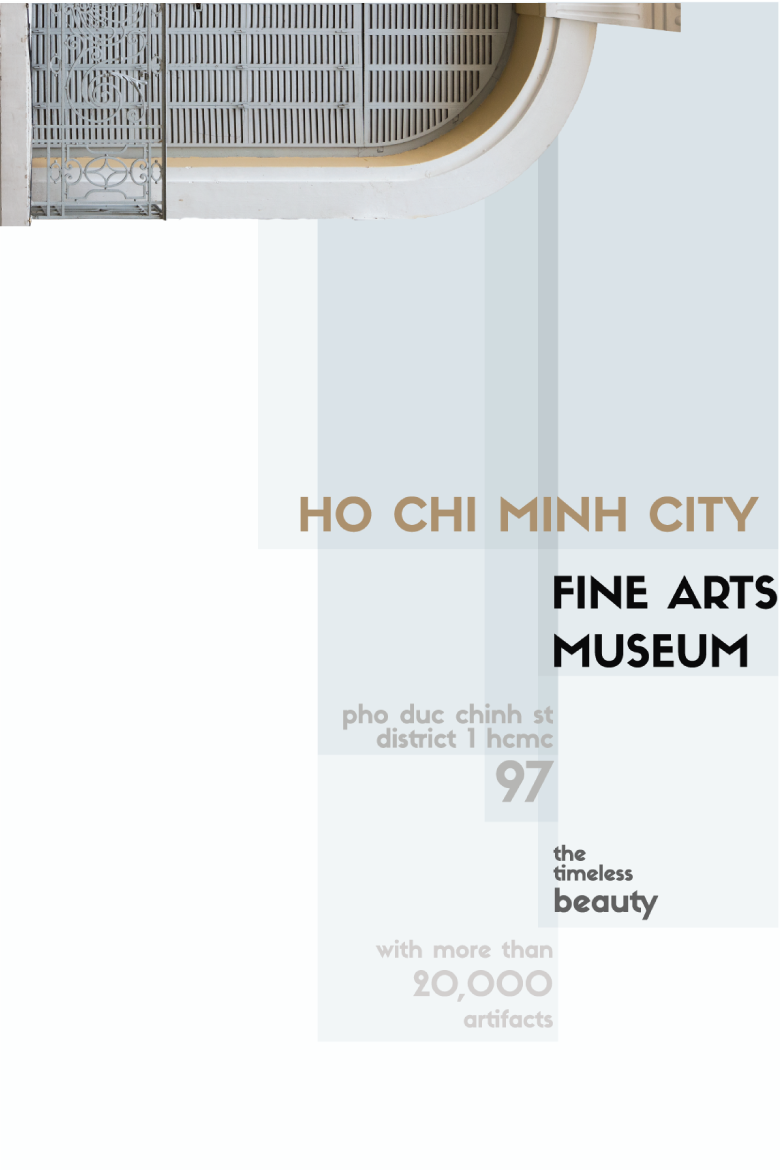 HO CHI MINH CITY
FINE ARTS
MUSEUM
pho duc chinh st
district 1 hcmc
97
the
timeless
beauty
with more than
20,000
artifacts